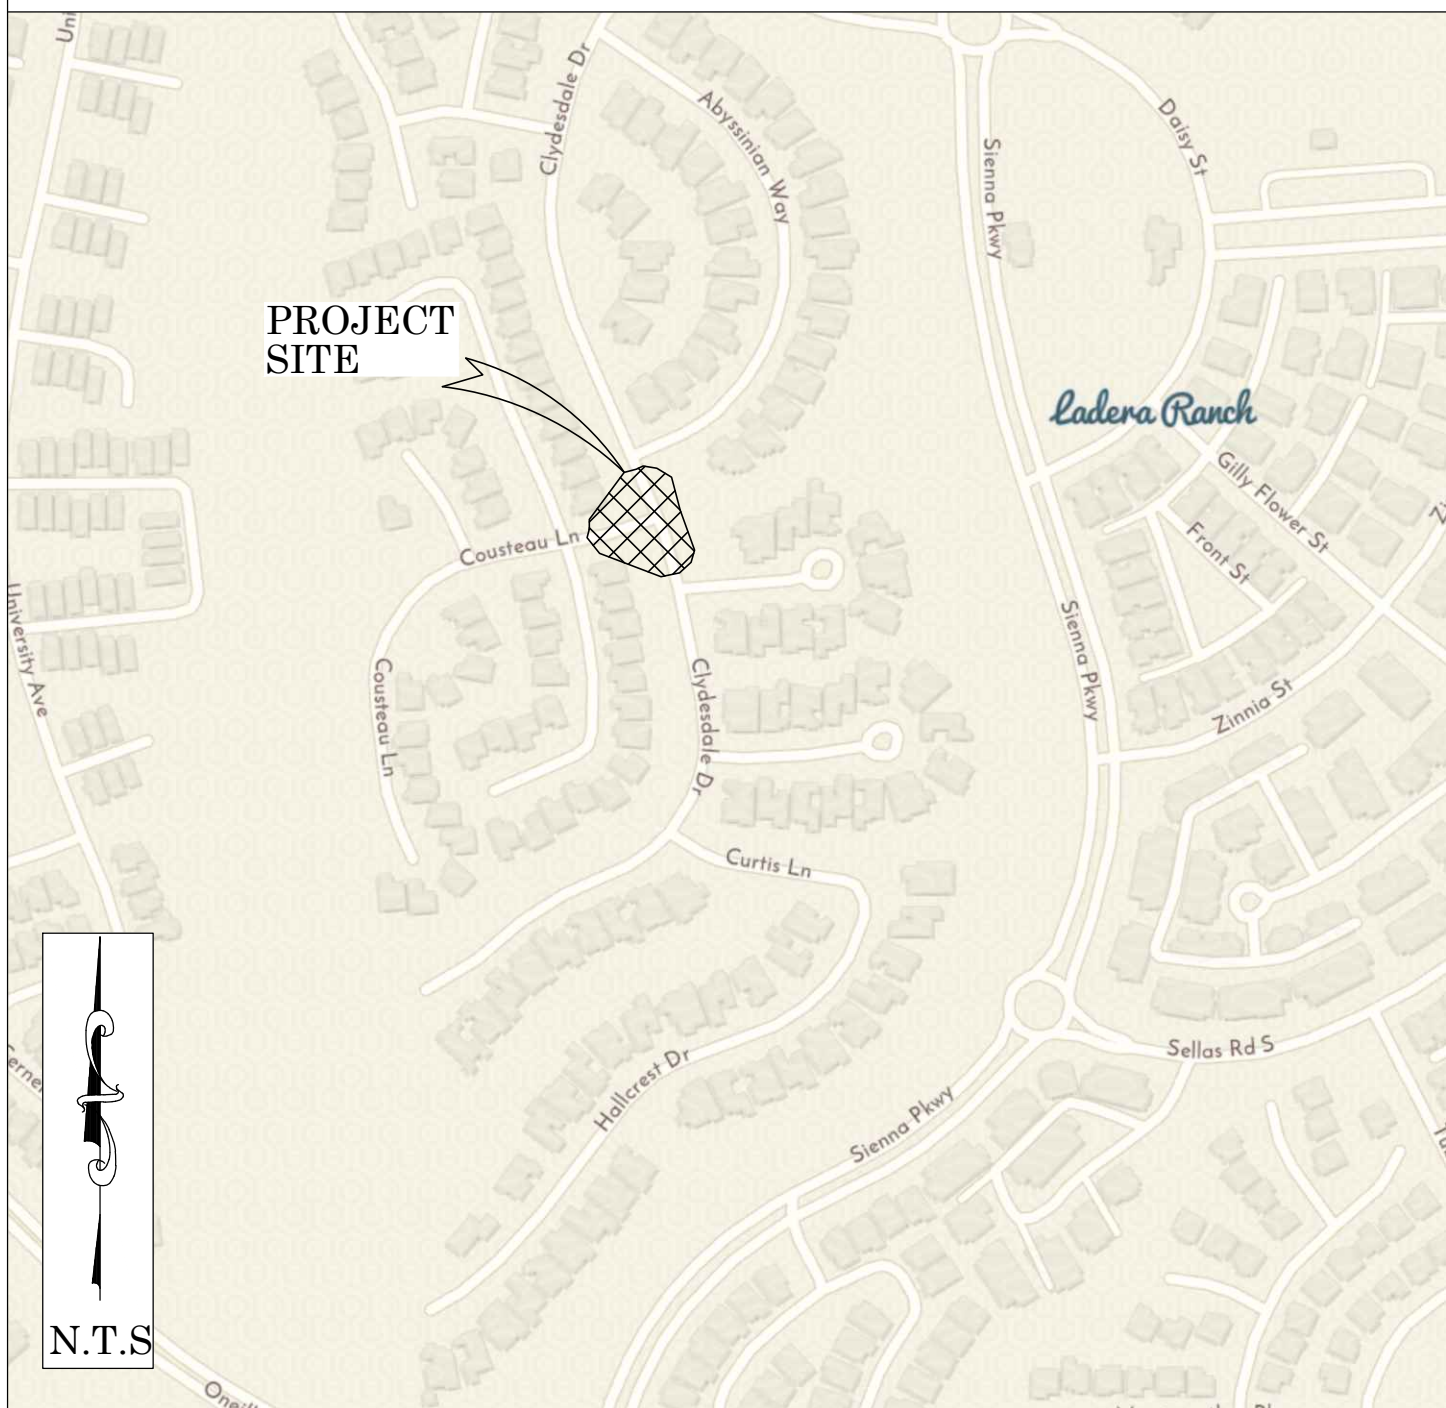 Clydesdale Dr
Abyssinian Way
Daisy St
Sienna Pkwy
PROJECT
SITE
Ladera Ranch
Gilly Flower St
Front St
Cousteau Ln
University Ave
Sienna Pkwy
Cousteau Ln
Clydesdale Dr
Zinnia St
Curtis Ln
Sellas Rd S
Hallcrest Dr
Sienna Pkwy
N.T.S